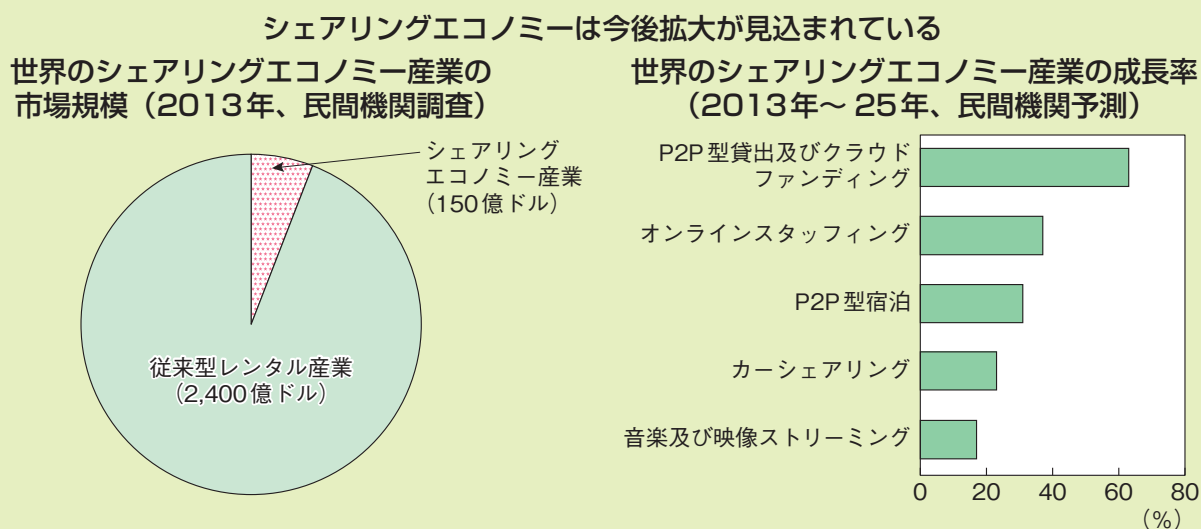 シェアリングエコノミーは今後拡大が見込まれている
世界のシェアリングエコノミー産業の
市場規模（2013年、民間機関調査）
シェアリング
エコノミー産業
（150億ドル）
従来型レンタル産業
（2,400億ドル）
世界のシェアリングエコノミー産業の成長率
（2013年～25年、民間機関予測）
P2P型貸出及びクラウド
ファンディング
オンラインスタッフィング
P2P型宿泊
カーシェアリング
音楽及び映像ストリーミング
0 20 40 60 80
（%）